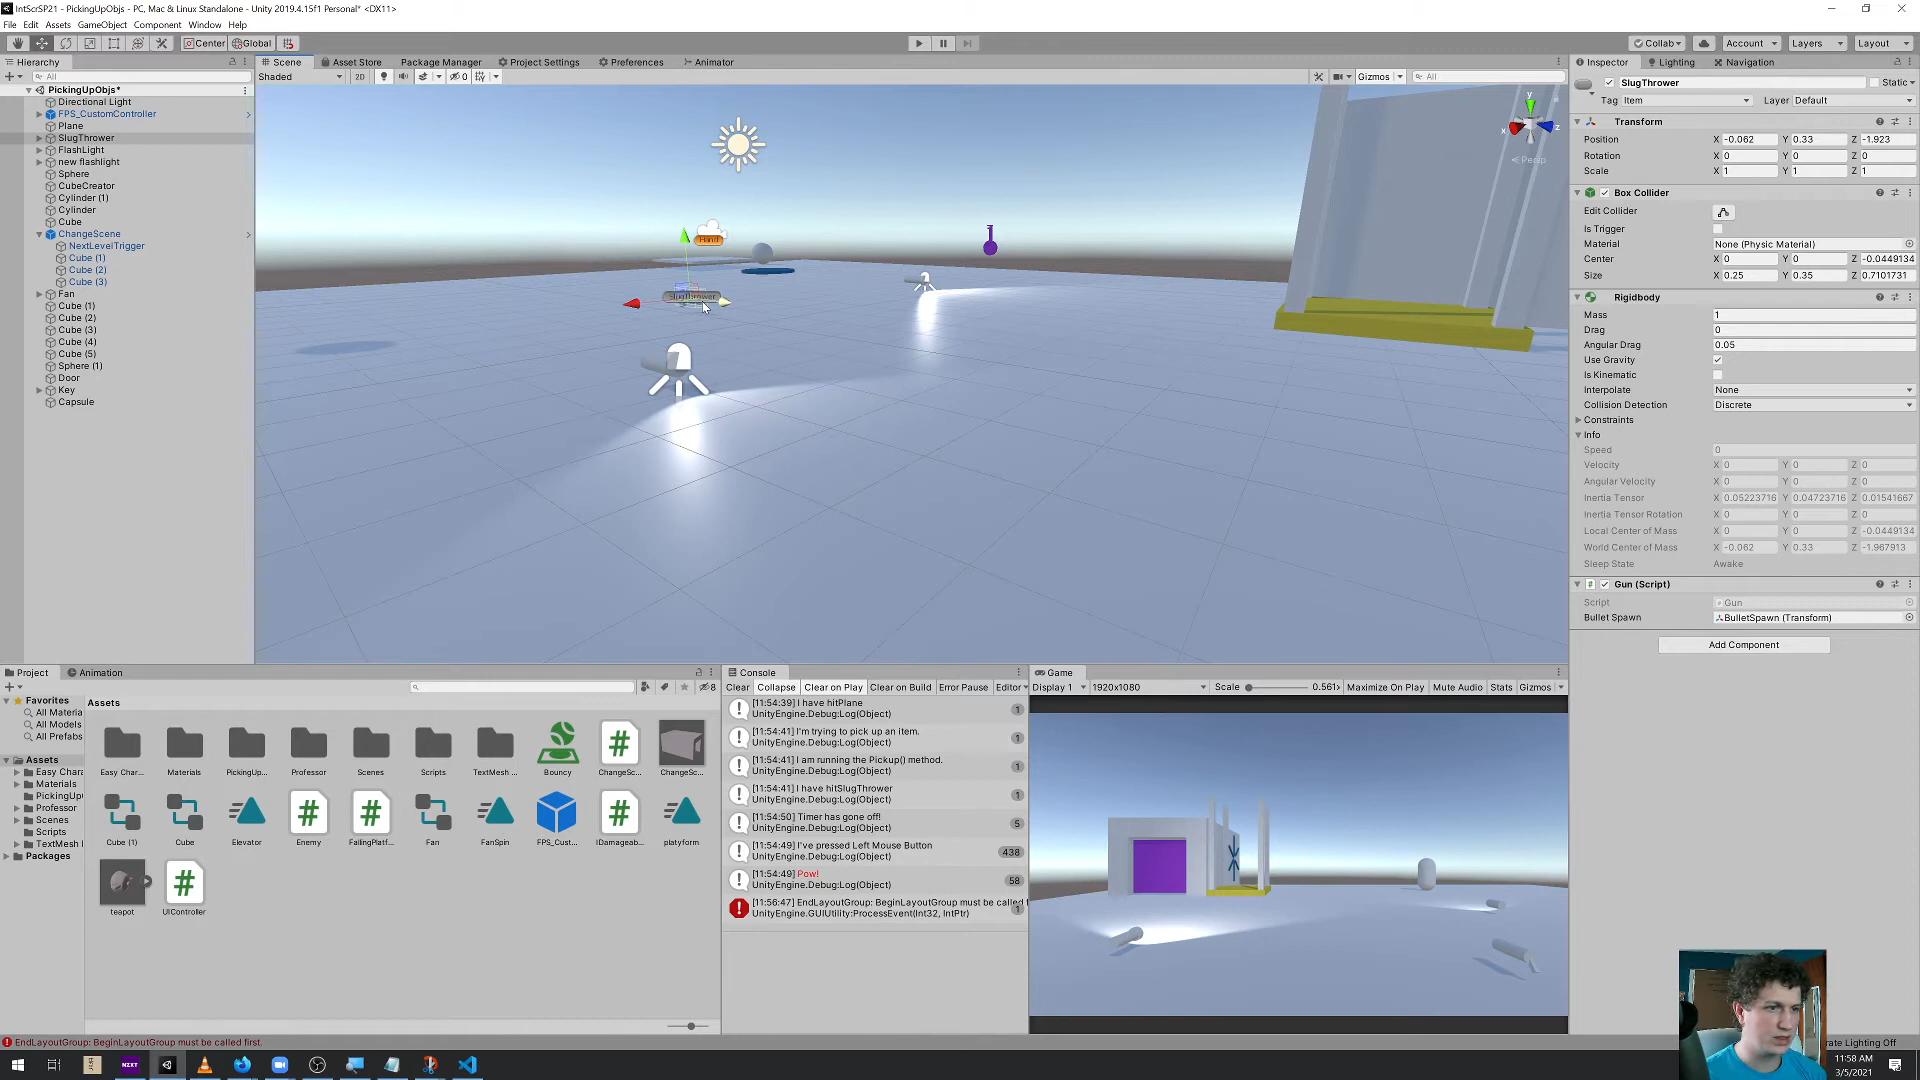 IntScrSP21 - PickingUpObjs - PC, Mac & Linux Standalone - Unity 2019.4.15f1 Personal* <DX11>
File Edit Assets GameObject Component Window Help
Center Global Collab Account Layers Layout
Hierarchy
All
PickingUpObjs*
Directional Light
FPS_CustomController
Plane
SlugThrower
FlashLight
new flashlight
Sphere
CubeCreator
Cylinder (1)
Cylinder
Cube
ChangeScene
NextLevelTrigger
Cube (1)
Cube (2)
Cube (3)
Fan
Cube (1)
Cube (2)
Cube (3)
Cube (4)
Cube (5)
Sphere (1)
Door
Key
Capsule
Scene Asset Store Package Manager Project Settings Preferences Animator
Shaded 2D 0 Gizmos All
y
x
z
Persp
Hand
SlugThrower
Inspector Lighting Navigation
SlugThrower Static
Tag Item Layer Default
Transform
Position X -0.062 Y 0.33 Z -1.923
Rotation X 0 Y 0 Z 0
Scale X 1 Y 1 Z 1
Box Collider
Edit Collider
Is Trigger
Material None (Physic Material)
Center X 0 Y 0 Z -0.0449134
Size X 0.25 Y 0.35 Z 0.7101731
Rigidbody
Mass 1
Drag 0
Angular Drag 0.05
Use Gravity
Is Kinematic
Interpolate None
Collision Detection Discrete
Constraints
Info
Speed 0
Velocity X 0 Y 0 Z 0
Angular Velocity X 0 Y 0 Z 0
Inertia Tensor X 0.05223716 Y 0.04723716 Z 0.01541667
Inertia Tensor Rotation X 0 Y 0 Z 0
Local Center of Mass X 0 Y 0 Z -0.0449134
World Center of Mass X -0.062 Y 0.33 Z -1.967913
Sleep State Awake
Gun (Script)
Script Gun
Bullet Spawn BulletSpawn (Transform)
Add Component
Project Animation
8
Favorites
All Materia
All Models
All Prefabs
Assets
Easy Chara
Materials
PickingUp
Professor
Scenes
Scripts
TextMesh
Packages
Assets
Easy Char... Materials PickingUp... Professor Scenes Scripts TextMesh ... Bouncy ChangeSc... ChangeSc...
Cube (1) Cube Elevator Enemy FallingPlatf... Fan FanSpin FPS_Cust... IDamageab... platyform
teapot UIController
Console
Clear Collapse Clear on Play Clear on Build Error Pause Editor
[11:54:39] I have hitPlane
UnityEngine.Debug:Log(Object)
1
[11:54:41] I'm trying to pick up an item.
UnityEngine.Debug:Log(Object)
1
[11:54:41] I am running the Pickup() method.
UnityEngine.Debug:Log(Object)
1
[11:54:41] I have hitSlugThrower
UnityEngine.Debug:Log(Object)
1
[11:54:50] Timer has gone off!
UnityEngine.Debug:Log(Object)
5
[11:54:49] I've pressed Left Mouse Button
UnityEngine.Debug:Log(Object)
438
[11:54:49] Pow!
UnityEngine.Debug:Log(Object)
58
[11:56:47] EndLayoutGroup: BeginLayoutGroup must be called f
UnityEngine.GUIUtility:ProcessEvent(Int32, IntPtr)
1
Game
Display 1 1920x1080 Scale 0.561x Maximize On Play Mute Audio Stats Gizmos
EndLayoutGroup: BeginLayoutGroup must be called first.
rate Lighting Off
NZXT
11:58 AM
3/5/2021